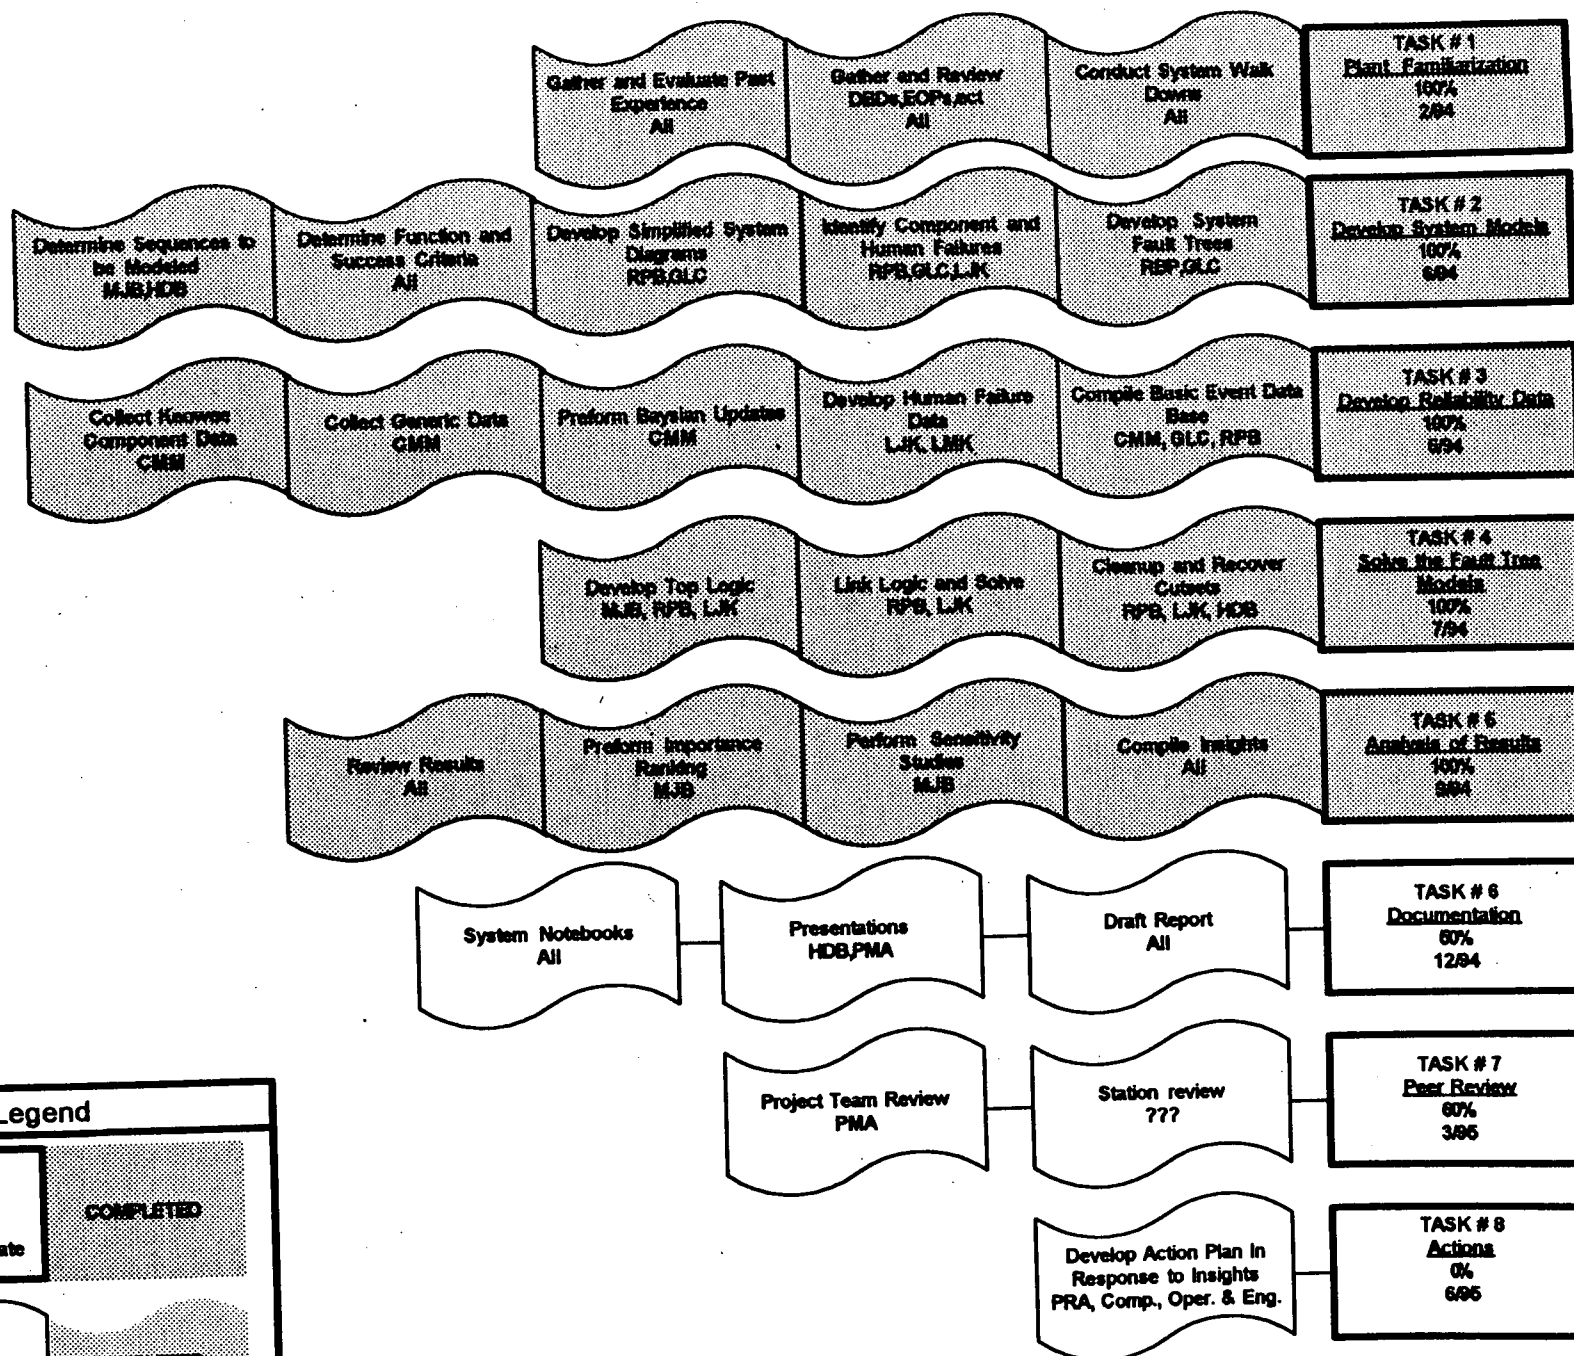 Gather and Evaluate Past
Experience
All
Gather and Review
DBDs,EOPs,ect
All
Conduct System Walk
Downs
All
TASK # 1
Plant Familiarization
100%
2/94
Determine Sequences to
be Modeled
MJB,HDB
Determine Function and
Success Criteria
All
Develop Simplified System
Diagrams
RPB,GLC
Identify Component and
Human Failures
RPB,GLC,LJK
Develop System
Fault Trees
RBP,GLC
TASK # 2
Develop System Models
100%
6/94
Collect Knowee
Component Data
CMM
Collect Generic Data
CMM
Preform Baysian Updates
CMM
Develop Human Failure
Data
LJK, LMK
Compile Basic Event Data
Base
CMM, GLC, RPB
TASK # 3
Develop Reliability Data
100%
6/94
Develop Top Logic
MJB, RPB, LJK
Link Logic and Solve
RPB, LJK
Cleanup and Recover
Cutsets
RPB, LJK, HDB
TASK # 4
Solve the Fault Tree
Models
100%
7/94
Review Results
All
Preform Importance
Ranking
MJB
Perform Sensitivity
Studies
MJB
Compile Insights
All
TASK # 5
Analysis of Results
100%
System Notebooks
All
Presentations
HDB,PMA
Draft Report
All
TASK # 6
Documentation
60%
12/94
Project Team Review
PMA
Station review
???
TASK # 7
Peer Review
60%
3/95
Develop Action Plan In
Response to Insights
PRA, Comp., Oper. & Eng.
TASK # 8
Actions
0%
6/95
Legend
COMPLETED
ate